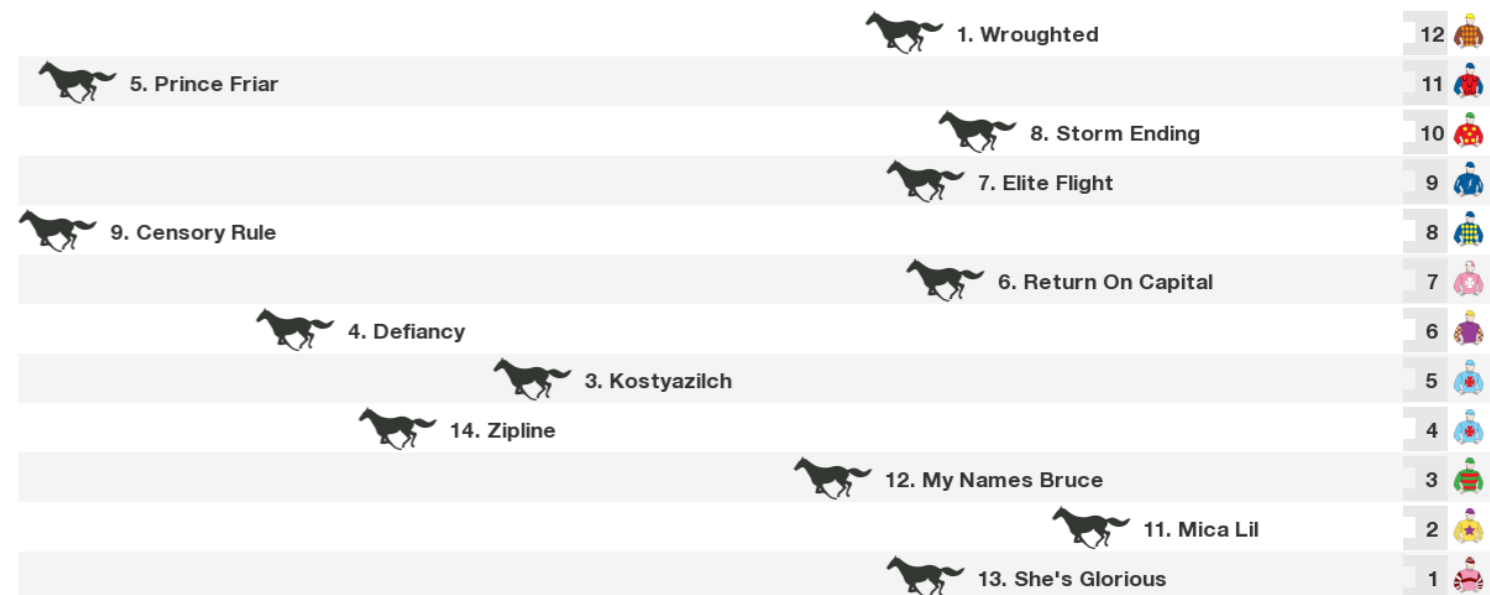 1. Wroughted 12
5. Prince Friar 11
8. Storm Ending 10
7. Elite Flight 9
9. Censory Rule 8
6. Return On Capital 7
4. Defiancy 6
3. Kostyazilch 5
14. Zipline 4
12. My Names Bruce 3
11. Mica Lil 2
13. She's Glorious 1